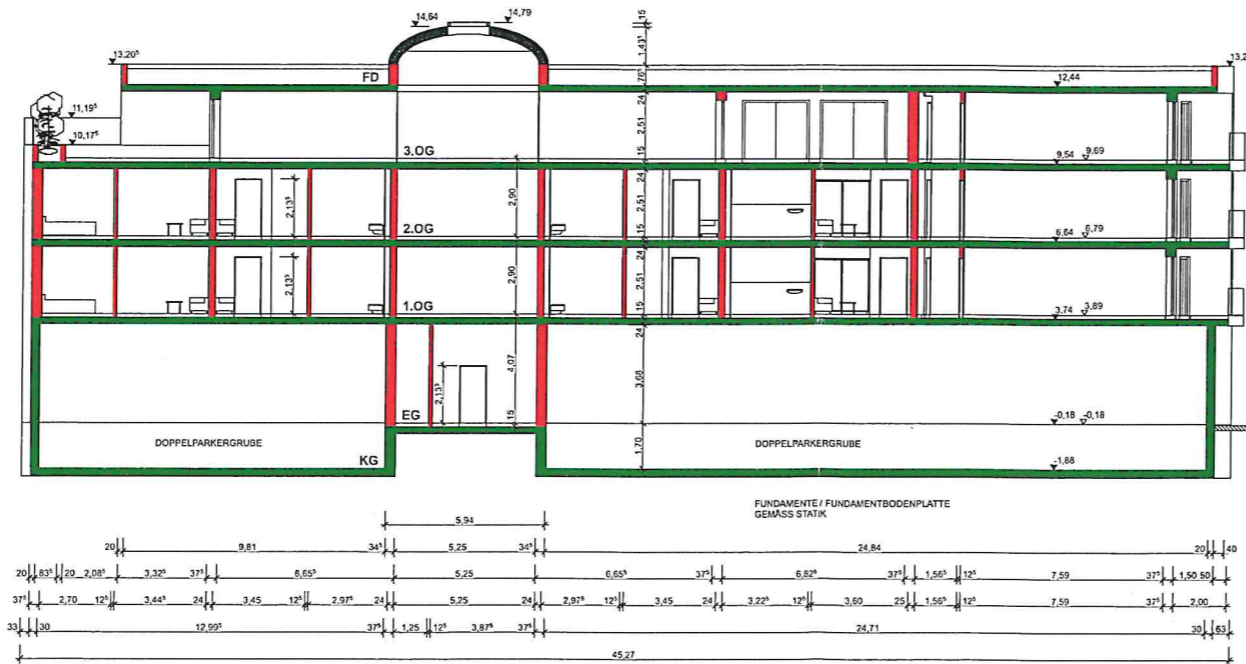 14,64 14,79
15
1,43⁵
13,20⁵ FD 76⁵ 12,44 13,2
11,19⁵
10,17⁵
24
2,51
15
3.OG 9,54 9,69
24
2,13⁵ 2,90 2,51
15
2.OG 6,64 6,79
24
2,13⁵ 2,90 2,51
15
1.OG 3,74 3,89
24
4,07 3,68
2,13⁵
EG 15 -0,18 -0,18
DOPPELPARKERGRUBE DOPPELPARKERGRUBE
1,70
KG -1,88
FUNDAMENTE / FUNDAMENTBODENPLATTE
GEMÄSS STATIK
5,94
20 9,81 34⁵ 5,25 34⁵ 24,84 20 40
20 83⁵ 20 2,08⁵ 3,32⁵ 37⁵ 6,65⁵ 5,25 6,65⁵ 37⁵ 6,82⁸ 37⁵ 1,56⁵ 12⁵ 7,59 37⁵ 1,50 50
37⁵ 2,70 12⁵ 3,44⁵ 24 3,45 12⁵ 2,97⁵ 24 5,25 24 2,97⁵ 12⁵ 3,45 24 3,22⁵ 12⁵ 3,60 25 1,56⁵ 12⁵ 7,59 37⁵ 2,00
33 30 12,99⁵ 37⁵ 1,25 12⁵ 3,87⁵ 37⁵ 24,71 30 63
45,27